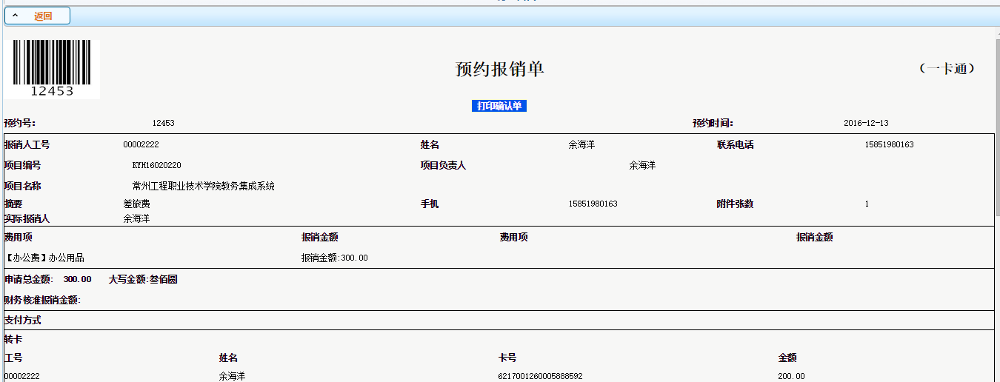 返回
预约报销单
（一卡通）
12453
打印确认单
预约号： 12453 预约时间： 2016-12-13
报销人工号 00002222 姓名 余海洋 联系电话 15851980163
项目编号 KYH16020220 项目负责人 余海洋
项目名称 常州工程职业技术学院教务集成系统
摘要 差旅费 手机 15851980163 附件张数 1
实际报销人 余海洋
费用项 报销金额 费用项 报销金额
【办公费】办公用品 报销金额:300.00
申请总金额: 300.00 大写金额:叁佰圆
财务核准报销金额:
支付方式
转卡
工号 姓名 卡号 金额
00002222 余海洋 6217001260005888592 200.00